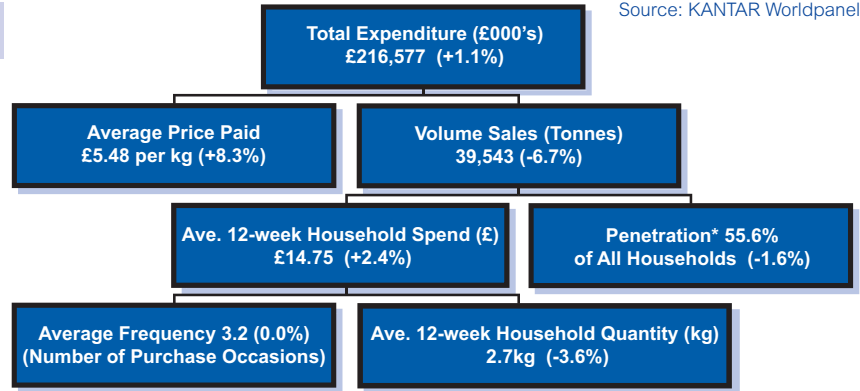 Source: KANTAR Worldpanel
Total Expenditure (£000's)
£216,577 (+1.1%)
Average Price Paid
£5.48 per kg (+8.3%)
Volume Sales (Tonnes)
39,543 (-6.7%)
Ave. 12-week Household Spend (£)
£14.75 (+2.4%)
Penetration* 55.6%
of All Households (-1.6%)
Average Frequency 3.2 (0.0%)
(Number of Purchase Occasions)
Ave. 12-week Household Quantity (kg)
2.7kg (-3.6%)